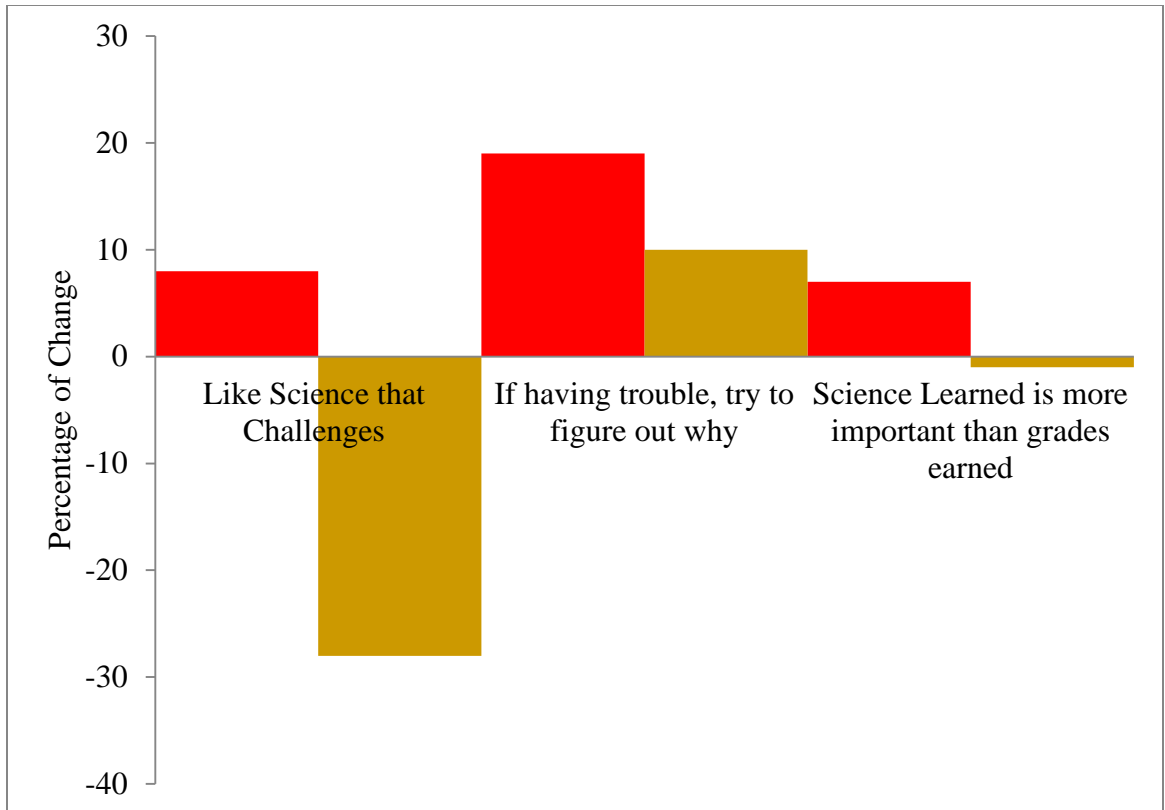 30
20
10
0
-10
-20
-30
-40
Percentage of Change
Like Science that
Challenges
If having trouble, try to
figure out why
Science Learned is more
important than grades
earned